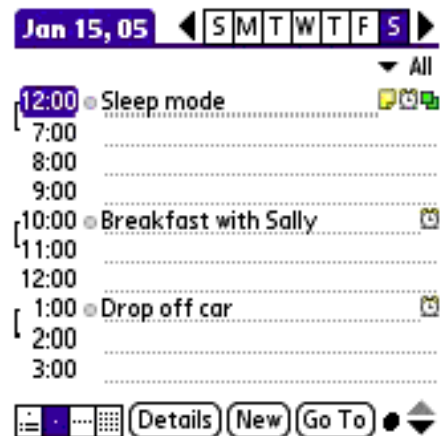 Jan 15, 05 S M T W T F S
All
12:00 Sleep mode
7:00
8:00
9:00
10:00 Breakfast with Sally
11:00
12:00
1:00 Drop off car
2:00
3:00
Details New Go To